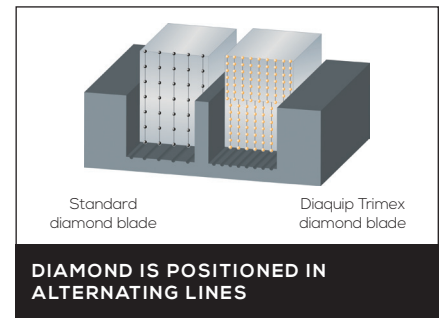 Standard
diamond blade
Diaquip Trimex
diamond blade
DIAMOND IS POSITIONED IN
ALTERNATING LINES